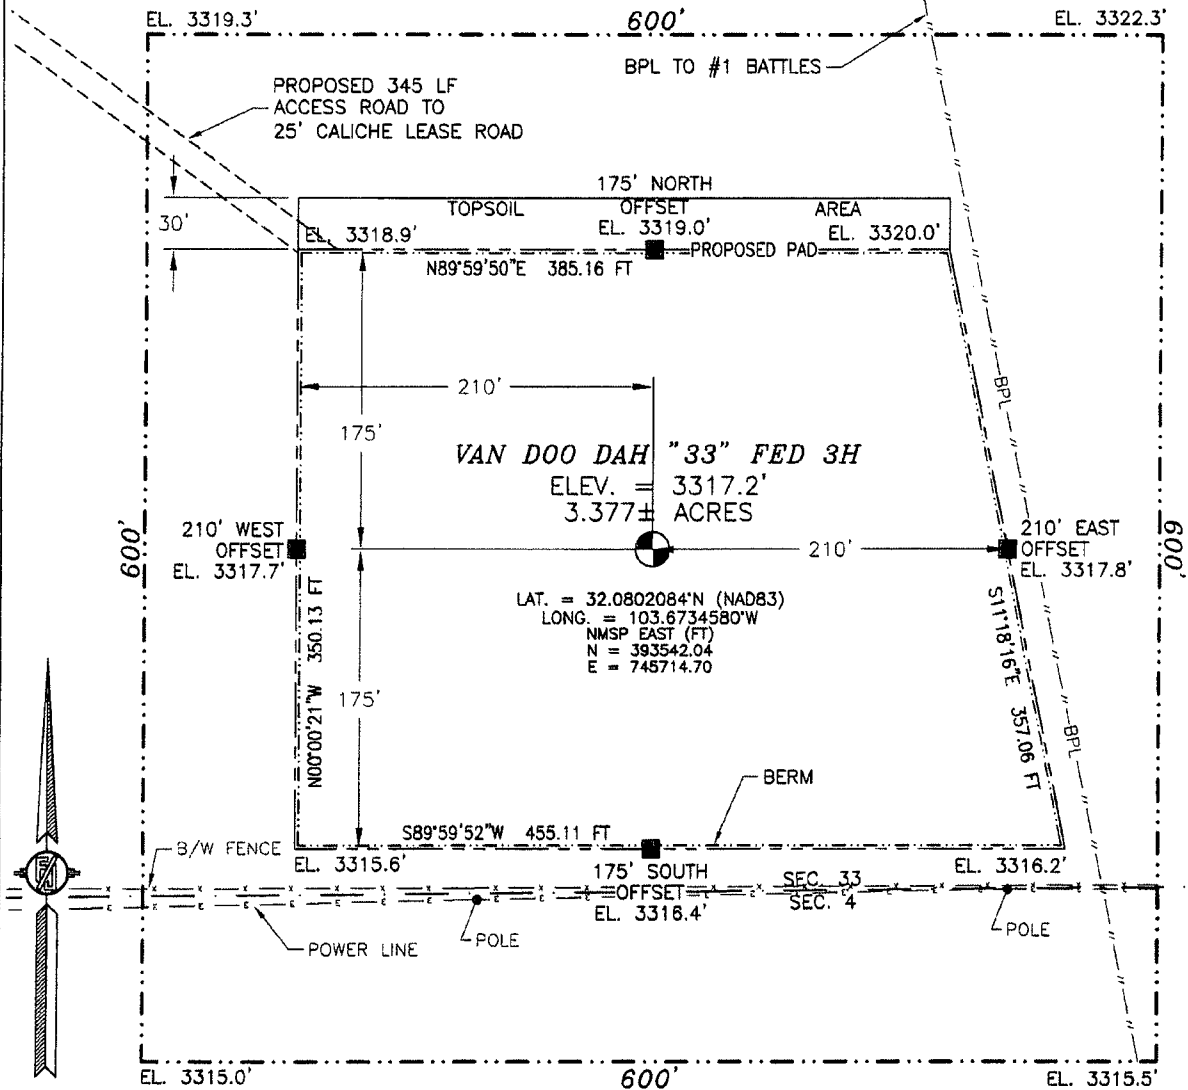 EL. 3319.3'
600'
EL. 3322.3'
BPL TO #1 BATTLES
PROPOSED 345 LF
ACCESS ROAD TO
25' CALICHE LEASE ROAD
175' NORTH
OFFSET
EL. 3319.0'
TOPSOIL
AREA
30'
EL. 3318.9'
EL. 3320.0'
PROPOSED PAD
N89°59'50"E 385.16 FT
210'
BPL
175'
VAN DOO DAH "33" FED 3H
ELEV. = 3317.2'
3.377± ACRES
600'
210' WEST
OFFSET
EL. 3317.7'
210'
210' EAST
OFFSET
EL. 3317.8'
600'
LAT. = 32.0802084°N (NAD83)
LONG. = 103.6734580°W
NMSP EAST (FT)
N = 393542.04
E = 745714.70
N00°00'21"W 350.13 FT
175'
S11°18'16"E 357.06 FT
BPL
BERM
S89°59'52"W 455.11 FT
B/W FENCE
EL. 3315.6'
175' SOUTH
OFFSET
EL. 3316.4'
EL. 3316.2'
SEC. 33
SEC. 4
POWER LINE
POLE
POLE
EL. 3315.0'
600'
EL. 3315.5'